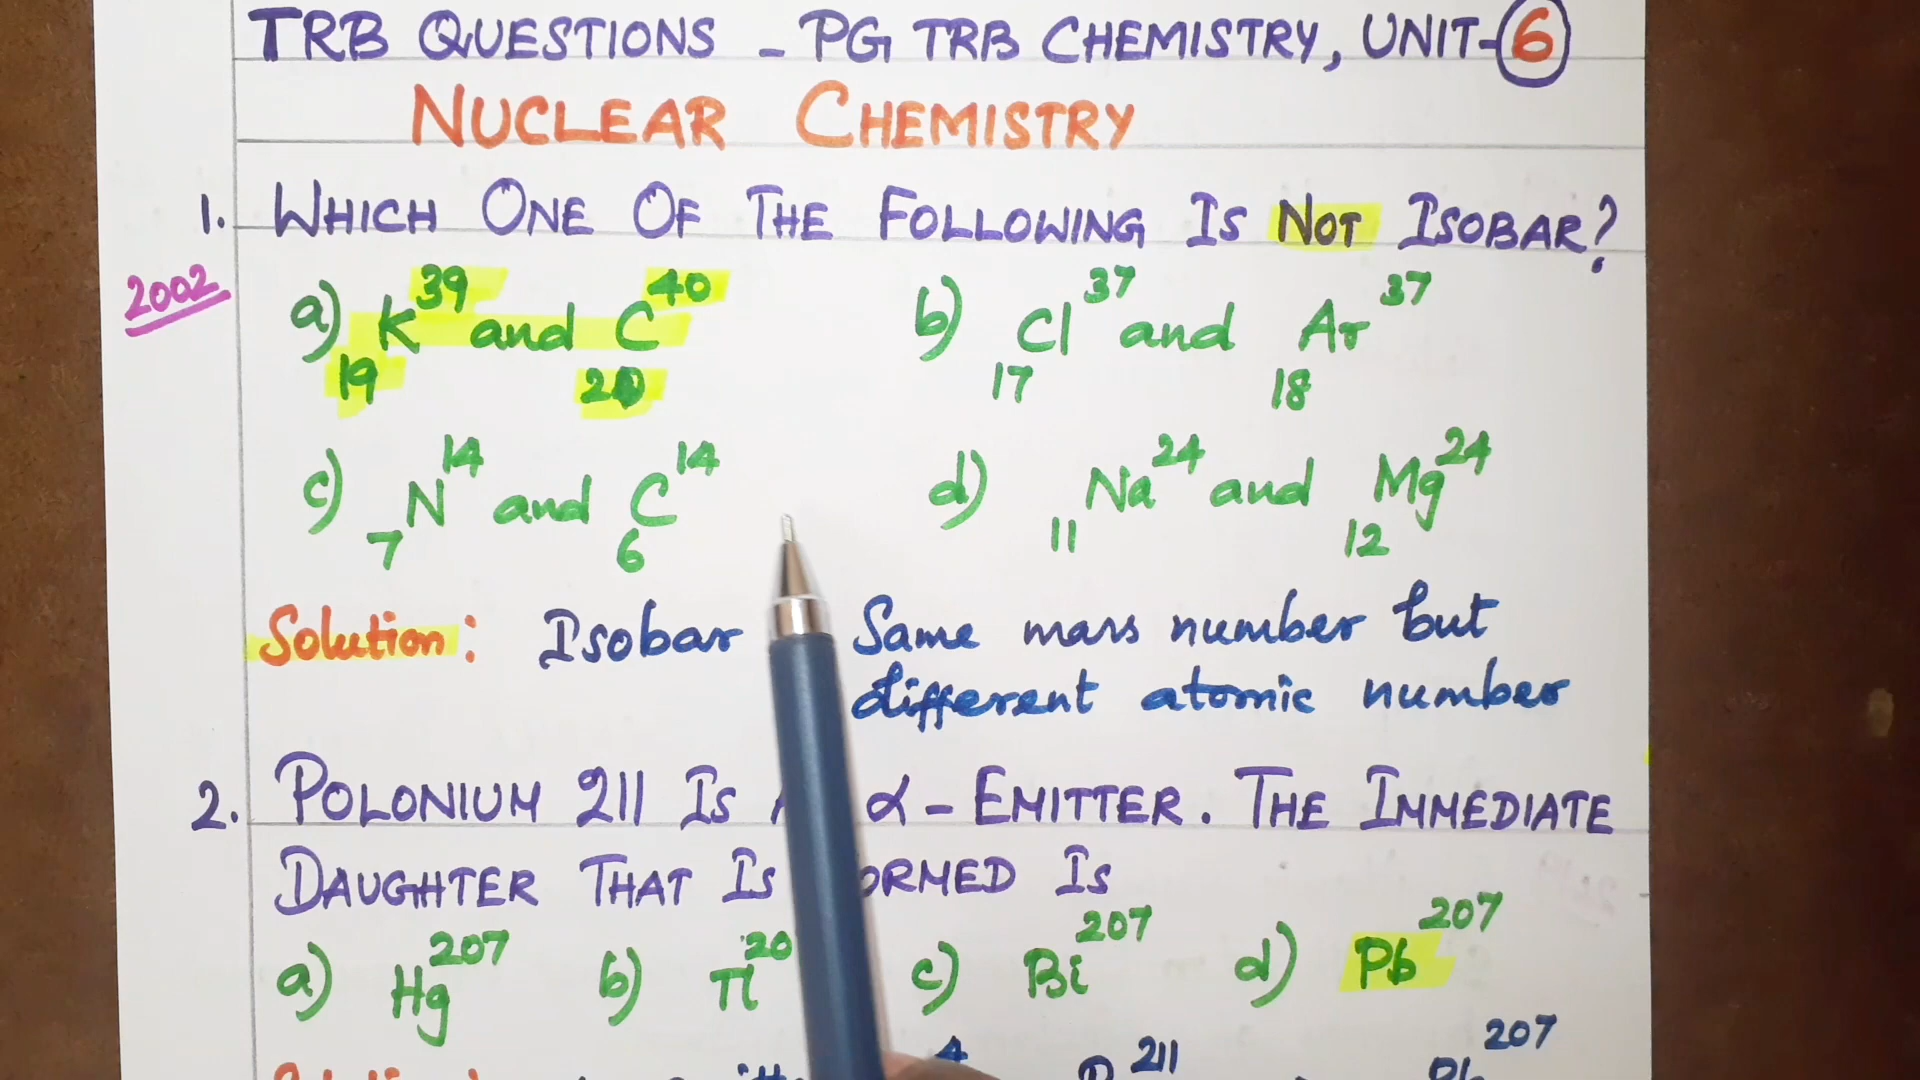 TRB QUESTIONS - PG TRB CHEMISTRY, UNIT-6
NUCLEAR CHEMISTRY
1. WHICH ONE OF THE FOLLOWING IS NOT ISOBAR?
2002
a) ₁₉K³⁹ and ₂₀C⁴⁰ b) ₁₇Cl³⁷ and ₁₈Ar³⁷
c) ₇N¹⁴ and ₆C¹⁴ d) ₁₁Na²⁴ and ₁₂Mg²⁴
Solution: Isobar Same mass number but
different atomic number
2. POLONIUM 211 IS α-EMITTER. THE IMMEDIATE
DAUGHTER THAT IS IS
a) Hg²⁰⁷ b) c) Bi²⁰⁷ d) Pb²⁰⁷
4 211 207